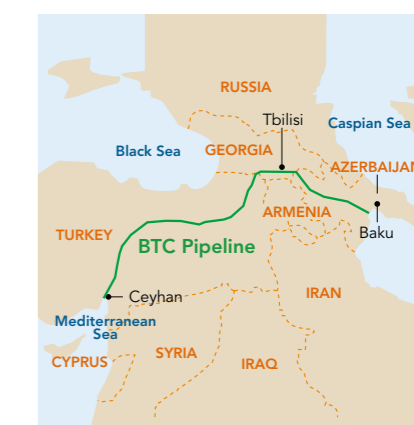 RUSSIA
Tbilisi
Caspian Sea
Black Sea
GEORGIA
AZERBAIJAN
ARMENIA
Baku
TURKEY
BTC Pipeline
Ceyhan
IRAN
Mediterranean
Sea
SYRIA
CYPRUS
IRAQ